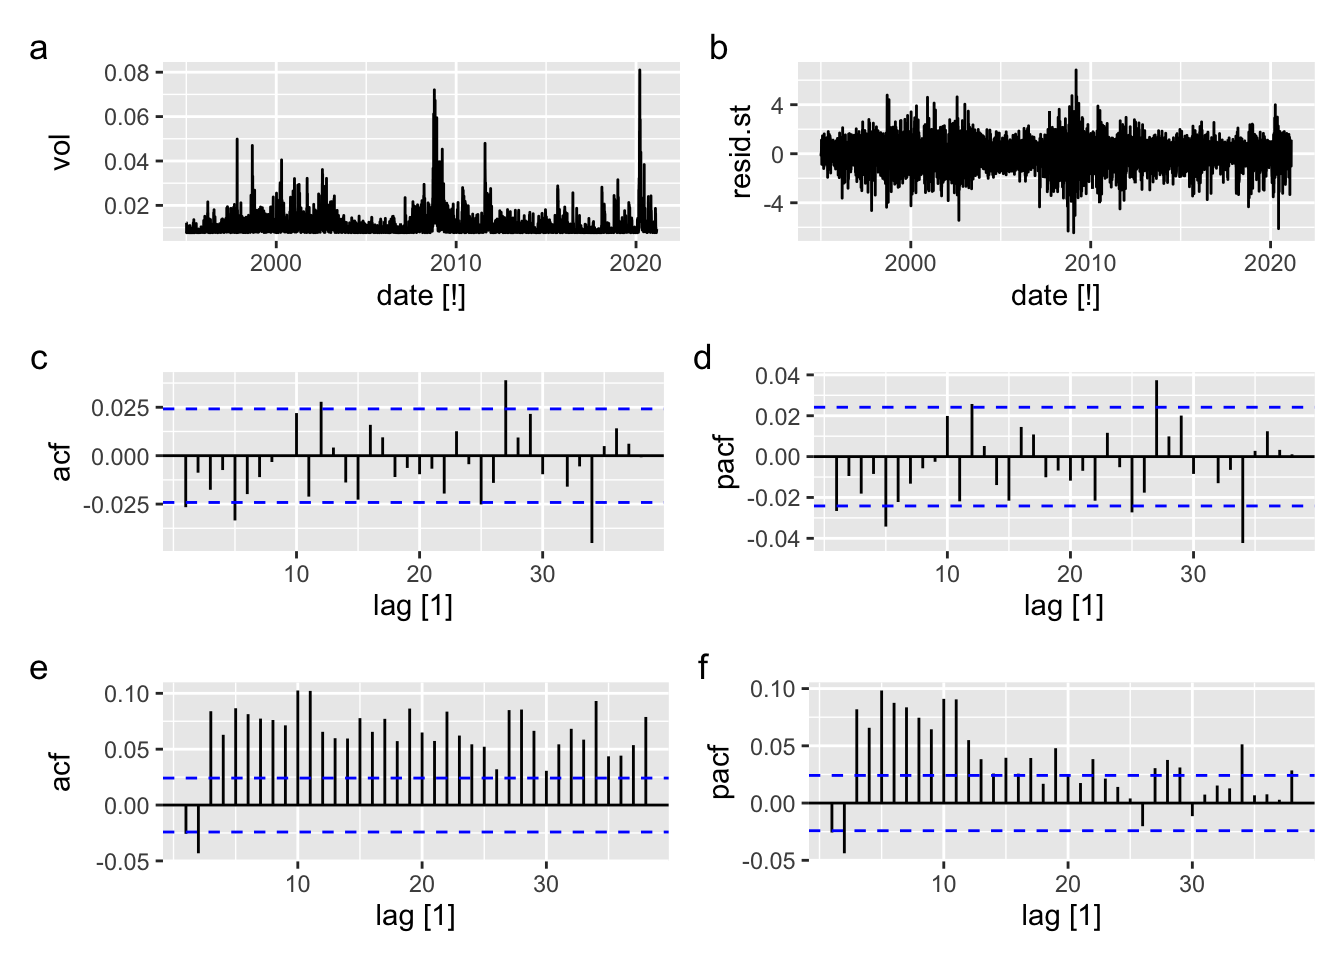 a
0.08
0.06
0.04
0.02
vol
2000 2010 2020
date [!]
b
4
0
-4
resid.st
2000 2010 2020
date [!]
c
0.025
0.000
-0.025
acf
10 20 30
lag [1]
d
0.04
0.02
0.00
-0.02
-0.04
pacf
10 20 30
lag [1]
e
0.10
0.05
0.00
-0.05
acf
10 20 30
lag [1]
f
0.10
0.05
0.00
-0.05
pacf
10 20 30
lag [1]